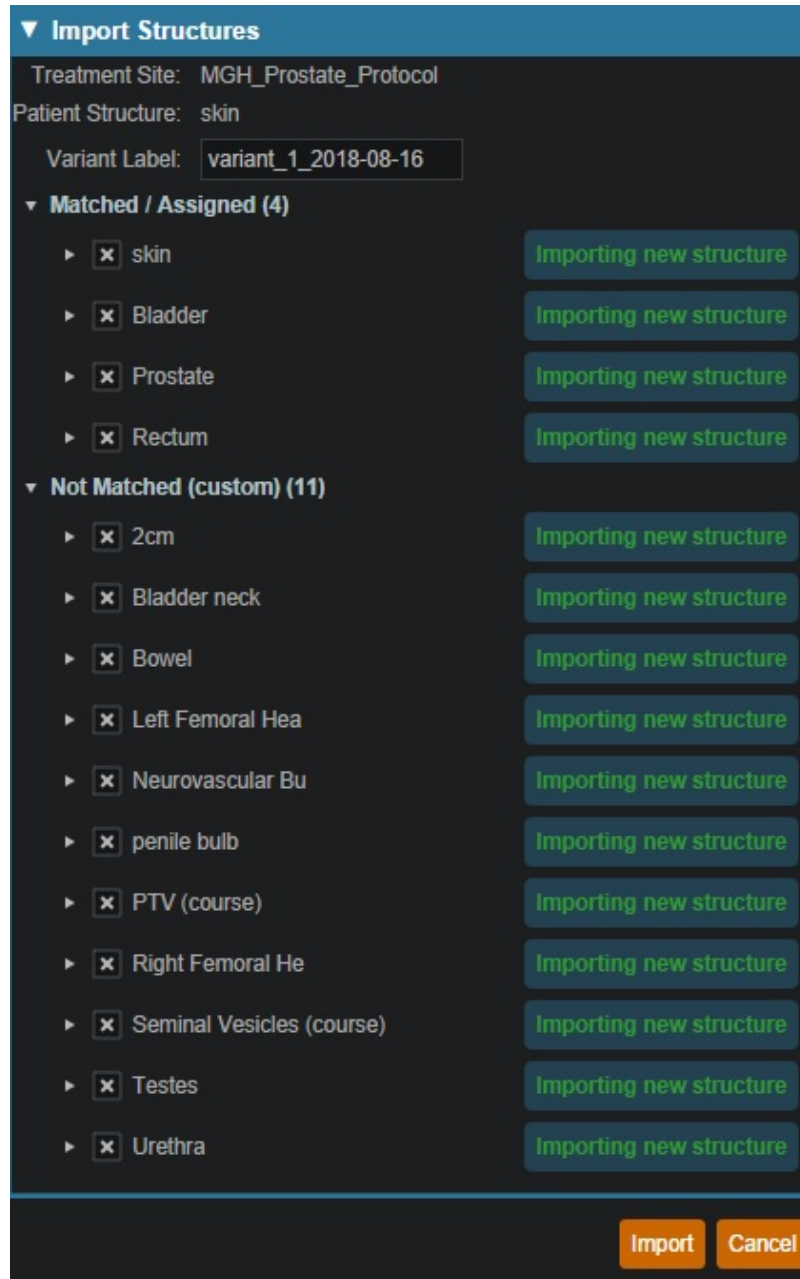 Import Structures
Treatment Site: MGH_Prostate_Protocol
Patient Structure: skin
Variant Label: variant_1_2018-08-16
Matched / Assigned (4)
skin Importing new structure
Bladder Importing new structure
Prostate Importing new structure
Rectum Importing new structure
Not Matched (custom) (11)
2cm Importing new structure
Bladder neck Importing new structure
Bowel Importing new structure
Left Femoral Hea Importing new structure
Neurovascular Bu Importing new structure
penile bulb Importing new structure
PTV (course) Importing new structure
Right Femoral He Importing new structure
Seminal Vesicles (course) Importing new structure
Testes Importing new structure
Urethra Importing new structure
Import Cancel